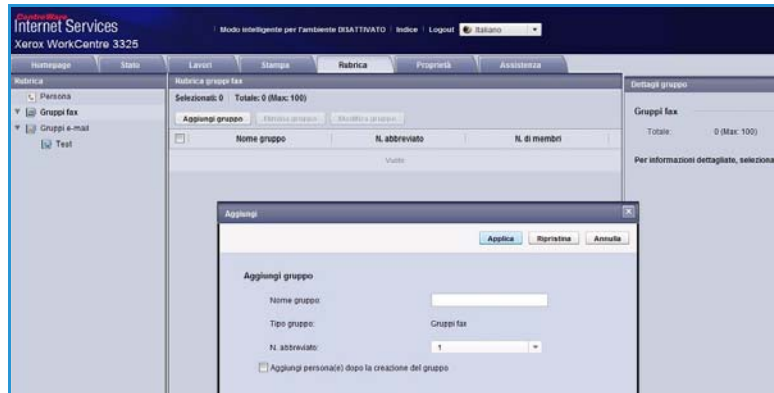 CentreWare
Internet Services
Xerox WorkCentre 3325
Modo intelligente per l'ambiente DISATTIVATO Indice Logout Italiano
Homepage Stato Lavori Stampa Rubrica Proprietà Assistenza
Rubrica Rubrica gruppi fax Dettagli gruppo
Persona
Gruppi fax
Gruppi e-mail
Test
Selezionati: 0 Totale: 0 (Max: 100)
Aggiungi gruppo Elimina gruppo Modifica gruppo
Nome gruppo N. abbreviato N. di membri
Vuoto
Gruppi fax
Totale: 0 (Max: 100)
Per informazioni dettagliate, seleziona
Aggiungi
Applica Ripristina Annulla
Aggiungi gruppo
Nome gruppo:
Tipo gruppo: Gruppi fax
N. abbreviato: 1
Aggiungi persona(e) dopo la creazione del gruppo